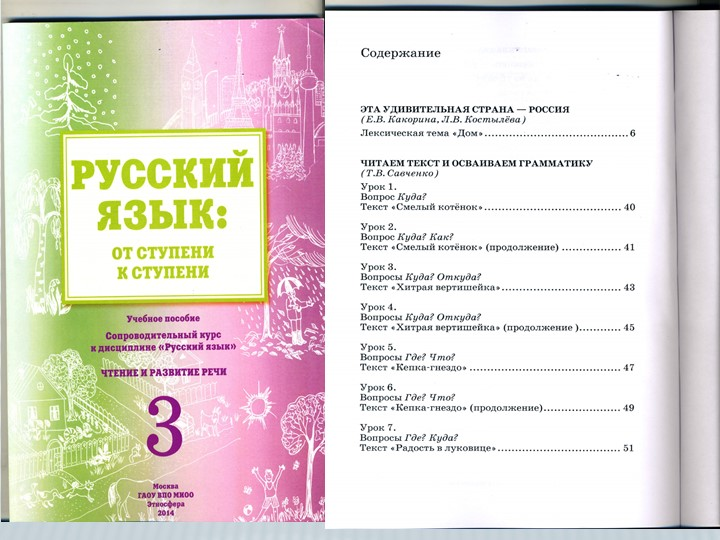 РУССКИЙ
ЯЗЫК:
ОТ СТУПЕНИ
К СТУПЕНИ
Учебное пособие
Сопроводительный курс
к дисциплине «Русский язык»
ЧТЕНИЕ И РАЗВИТИЕ РЕЧИ
3
Москва
ГАОУ ВПО МИОО
Этносфера
2014
Содержание
ЭТА УДИВИТЕЛЬНАЯ СТРАНА — РОССИЯ
(Е.В. Какорина, Л.В. Костылёва)
Лексическая тема «Дом»......................................6
ЧИТАЕМ ТЕКСТ И ОСВАИВАЕМ ГРАММАТИКУ
(Т.В. Савченко)
Урок 1.
Вопрос Куда?
Текст «Смелый котёнок».................................... 40
Урок 2.
Вопрос Куда? Как?
Текст «Смелый котёнок» (продолжение) ................ 41
Урок 3.
Вопросы Куда? Откуда?
Текст «Хитрая вертишейка»................................ 43
Урок 4.
Вопросы Куда? Откуда?
Текст «Хитрая вертишейка» (продолжение )........... 45
Урок 5.
Вопросы Где? Что?
Текст «Кепка-гнездо» ........................................ 47
Урок 6.
Вопросы Где? Что?
Текст «Кепка-гнездо» (продолжение)..................... 49
Урок 7.
Вопросы Где? Куда?
Текст «Радость в луковице»................................. 51